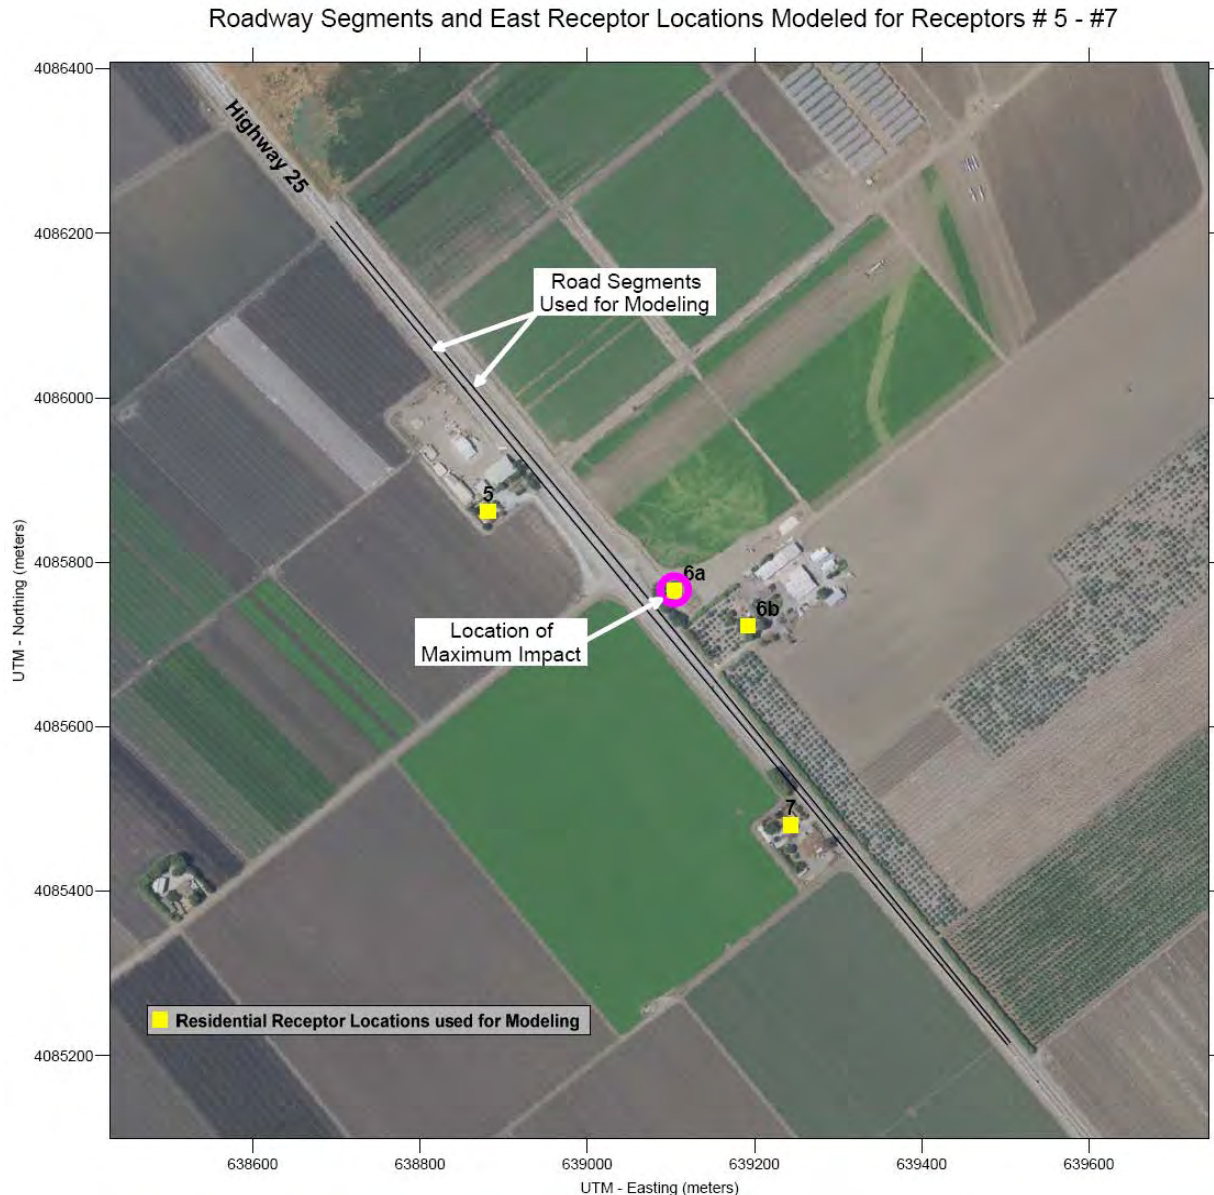 Roadway Segments and East Receptor Locations Modeled for Receptors # 5 - #7
4086400
Highway 25
4086200
Road Segments
Used for Modeling
4086000
5
UTM - Northing (meters)
4085800
6a
6b
Location of
Maximum Impact
4085600
7
4085400
Residential Receptor Locations used for Modeling
4085200
638600
638800
639000
639200
639400
639600
UTM - Easting (meters)